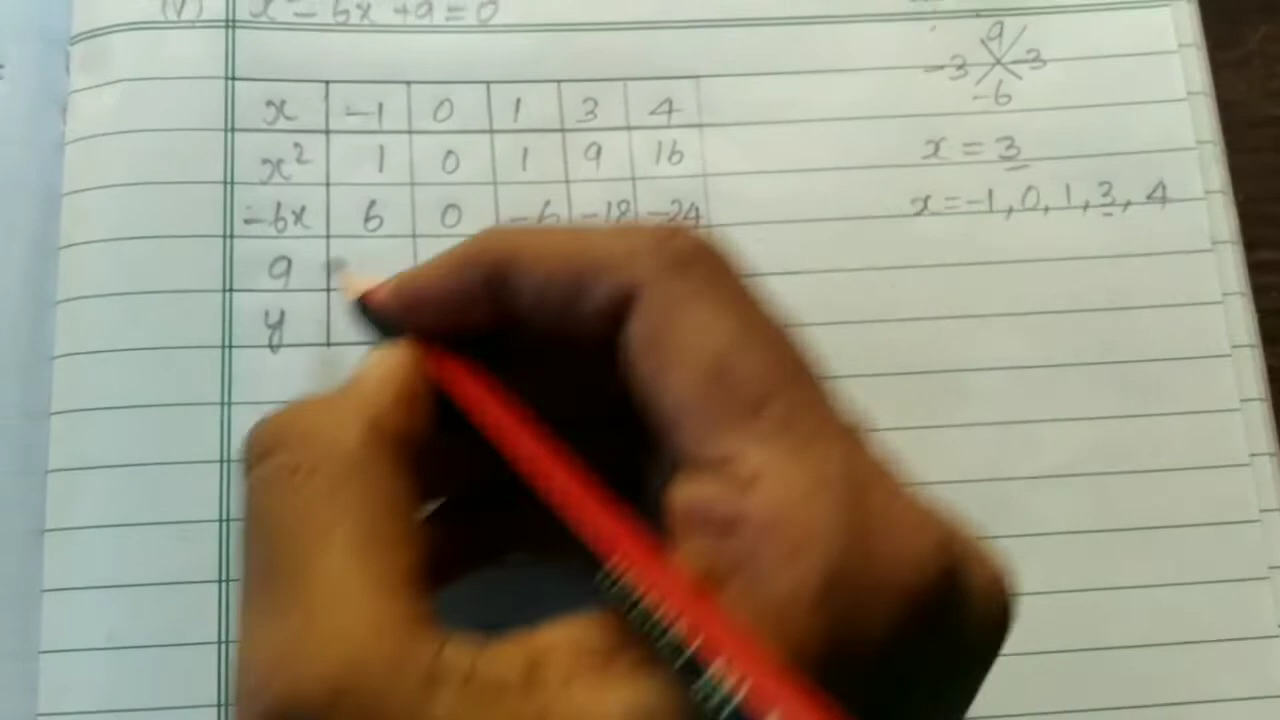 (v) x² - 6x + 9 = 0
x -1 0 1 3 4
x² 1 0 1 9 16
-6x 6 0 -6 -18 -24
9
y
9
-3 -3
-6
x = 3
x = -1, 0, 1, 3, 4